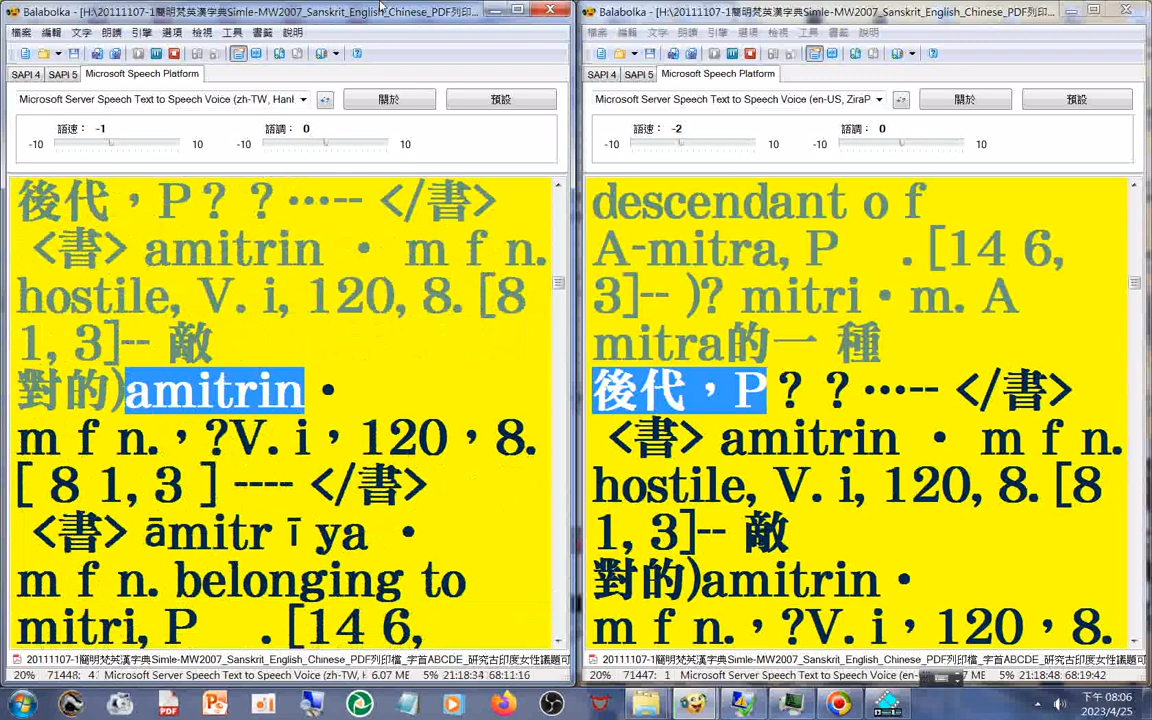 Balabolka - [H:\20111107-1簡明梵英漢字典Simle-MW2007_Sanskrit_English_Chinese_PDF列印...
檔案 編輯 文字 朗讀 引擎 選項 檢視 工具 書籤 說明
SAPI 4 SAPI 5 Microsoft Speech Platform
Microsoft Server Speech Text to Speech Voice (zh-TW, Hanl
關於
預設
語速： -1
語調： 0
-10 10 -10 10
後代，P？？…-- </書>
<書> amitrin • m f n.
hostile, V. i, 120, 8. [8
1, 3]-- 敵
對的)amitrin •
m f n.，?V. i，120，8.
[ 8 1, 3 ] ---- </書>
<書> āmitr ī ya •
m f n. belonging to
mitri, P .[14 6,
20111107-1簡明梵英漢字典Simle-MW2007_Sanskrit_English_Chinese_PDF列印檔_字首ABCDE_研究古印度女性議題可
20% 71448: 4 Microsoft Server Speech Text to Speech Voice (zh-TW, H 6.07 ME 5% 21:18:34 68:11:16
Balabolka - [H:\20111107-1簡明梵英漢字典Simle-MW2007_Sanskrit_English_Chinese_PDF列印...
檔案 編輯 文字 朗讀 引擎 選項 檢視 工具 書籤 說明
SAPI 4 SAPI 5 Microsoft Speech Platform
Microsoft Server Speech Text to Speech Voice (en-US, ZiraP
關於
預設
語速： -2
語調： 0
-10 10 -10 10
descendant o f
A-mitra, P .[14 6,
3]-- )? mitri • m. A
mitra的一 種
後代，P？？…-- </書>
<書> amitrin • m f n.
hostile, V. i, 120, 8. [8
1, 3]-- 敵
對的)amitrin •
m f n.，?V. i，120，8.
20111107-1簡明梵英漢字典Simle-MW2007_Sanskrit_English_Chinese_PDF列印檔_字首ABCDE_研究古印度女性議題可
20% 71447: 1 Microsoft Server Speech Text to Speech Voice (en-US, 5% 21:18:48 68:19:42
下午 08:06
2023/4/25